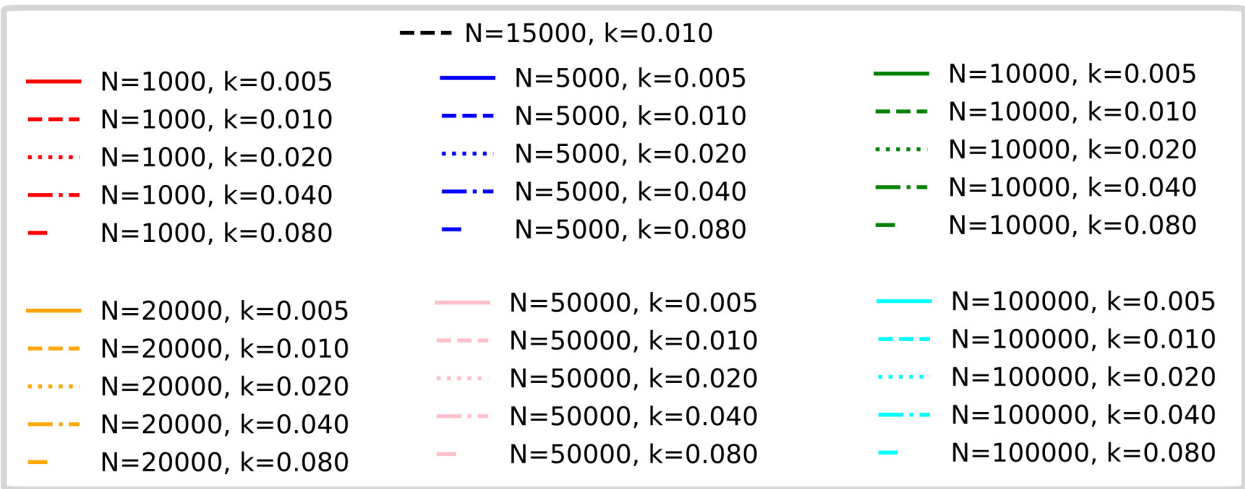 N=15000, k=0.010
N=1000, k=0.005
N=1000, k=0.010
N=1000, k=0.020
N=1000, k=0.040
N=1000, k=0.080
N=5000, k=0.005
N=5000, k=0.010
N=5000, k=0.020
N=5000, k=0.040
N=5000, k=0.080
N=10000, k=0.005
N=10000, k=0.010
N=10000, k=0.020
N=10000, k=0.040
N=10000, k=0.080
N=20000, k=0.005
N=20000, k=0.010
N=20000, k=0.020
N=20000, k=0.040
N=20000, k=0.080
N=50000, k=0.005
N=50000, k=0.010
N=50000, k=0.020
N=50000, k=0.040
N=50000, k=0.080
N=100000, k=0.005
N=100000, k=0.010
N=100000, k=0.020
N=100000, k=0.040
N=100000, k=0.080